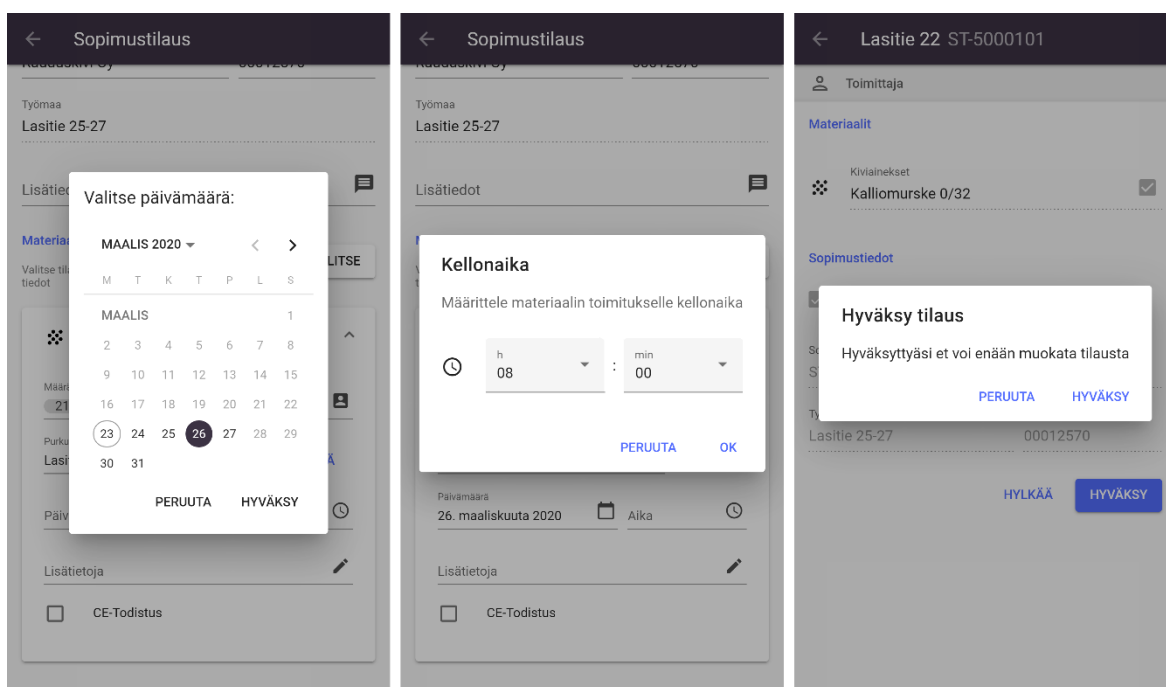 Sopimustilaus
Työmaa
Lasitie 25-27
Valitse päivämäärä:
MAALIS 2020
LITSE
M T K T P L S
MAALIS 1
2 3 4 5 6 7 8
9 10 11 12 13 14 15
16 17 18 19 20 21 22
23 24 25 26 27 28 29
30 31
PERUUTA HYVÄKSY
Lisätietoja
CE-Todistus
Sopimustilaus
Työmaa
Lasitie 25-27
Lisätiedot
Kellonaika
Määrittele materiaalin toimitukselle kellonaika
h min
08 : 00
PERUUTA OK
Päivämäärä
26. maaliskuuta 2020 Aika
Lisätietoja
CE-Todistus
Lasitie 22 ST-5000101
Toimittaja
Materiaalit
Kiviainekset
Kalliomurske 0/32
Sopimustiedot
Hyväksy tilaus
Hyväksyttyäsi et voi enään muokata tilausta
PERUUTA HYVÄKSY
Lasitie 25-27 00012570
HYLKÄÄ HYVÄKSY